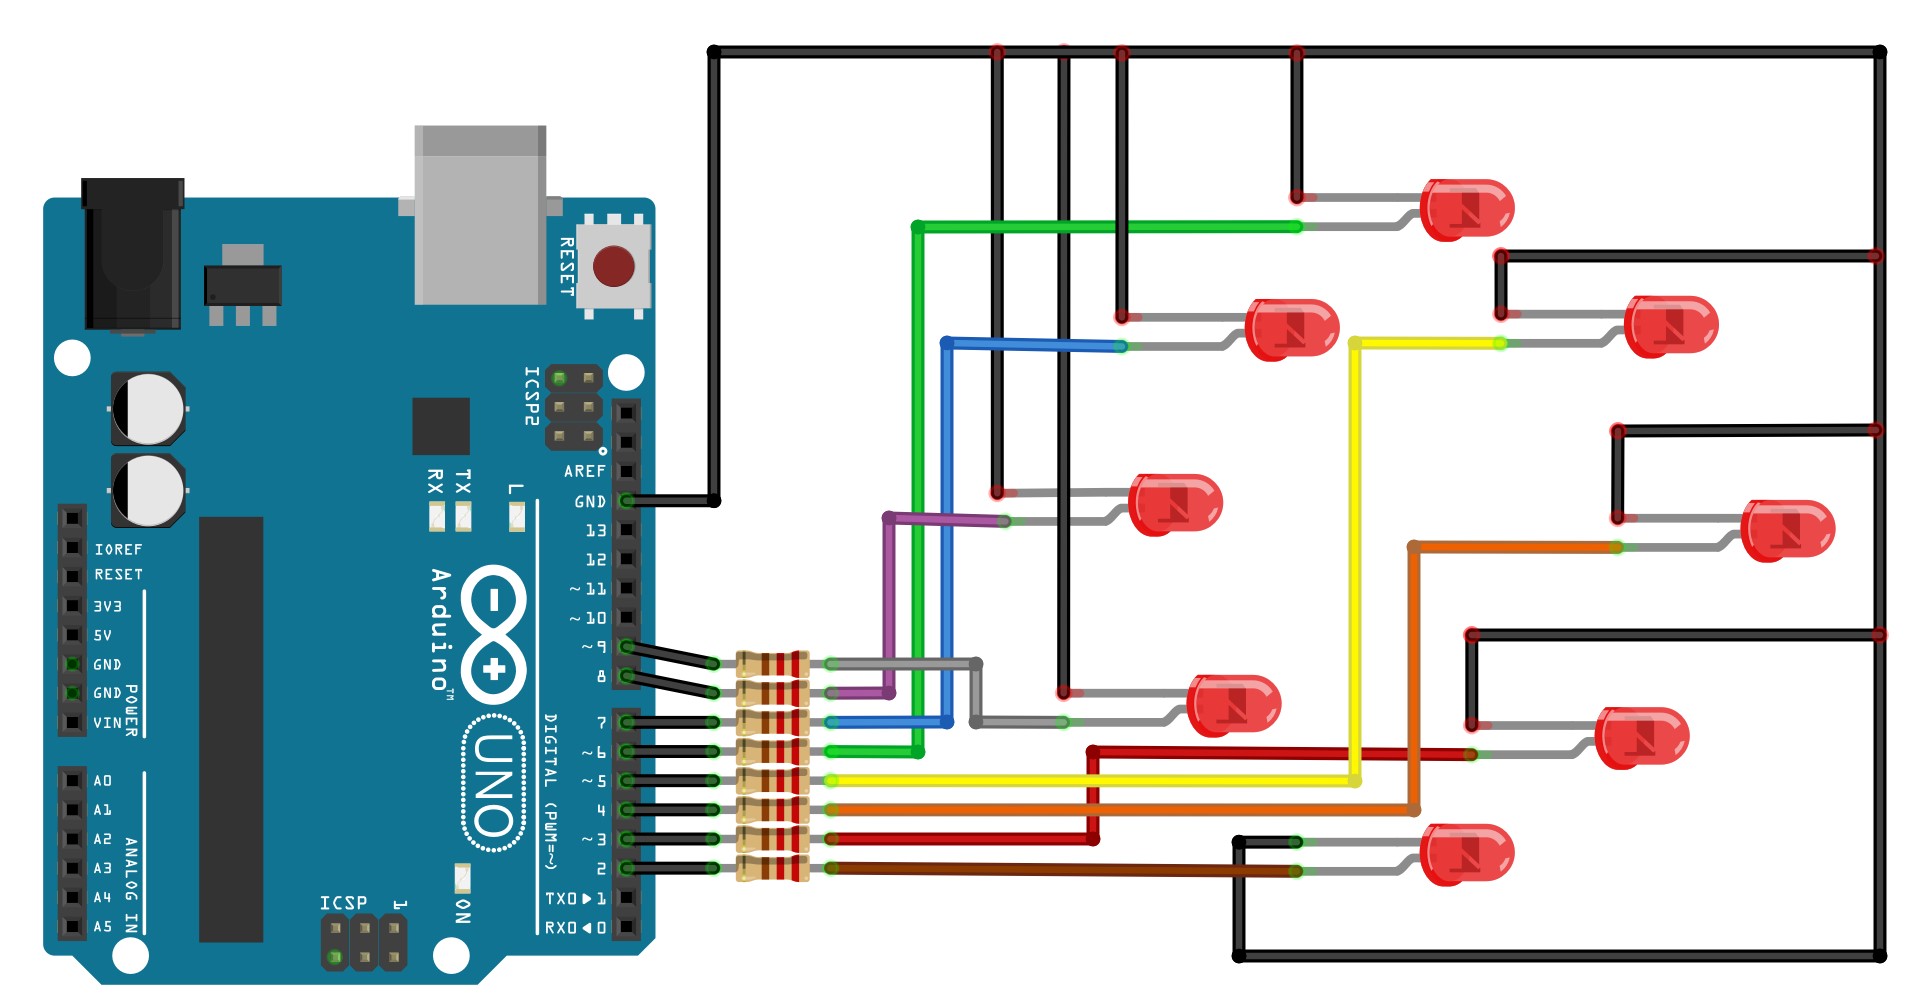 RESET
ICSP2
AREF
GND
13
12
~11
~10
~9
8
7
~6
~5
4
~3
2
TX0▶1
RX0◀0
RX
TX
L
Arduino™
UNO
DIGITAL (PWM=~)
ON
ICSP
1
IOREF
RESET
3V3
5V
GND
GND
VIN
POWER
A0
A1
A2
A3
A4
A5
ANALOG IN